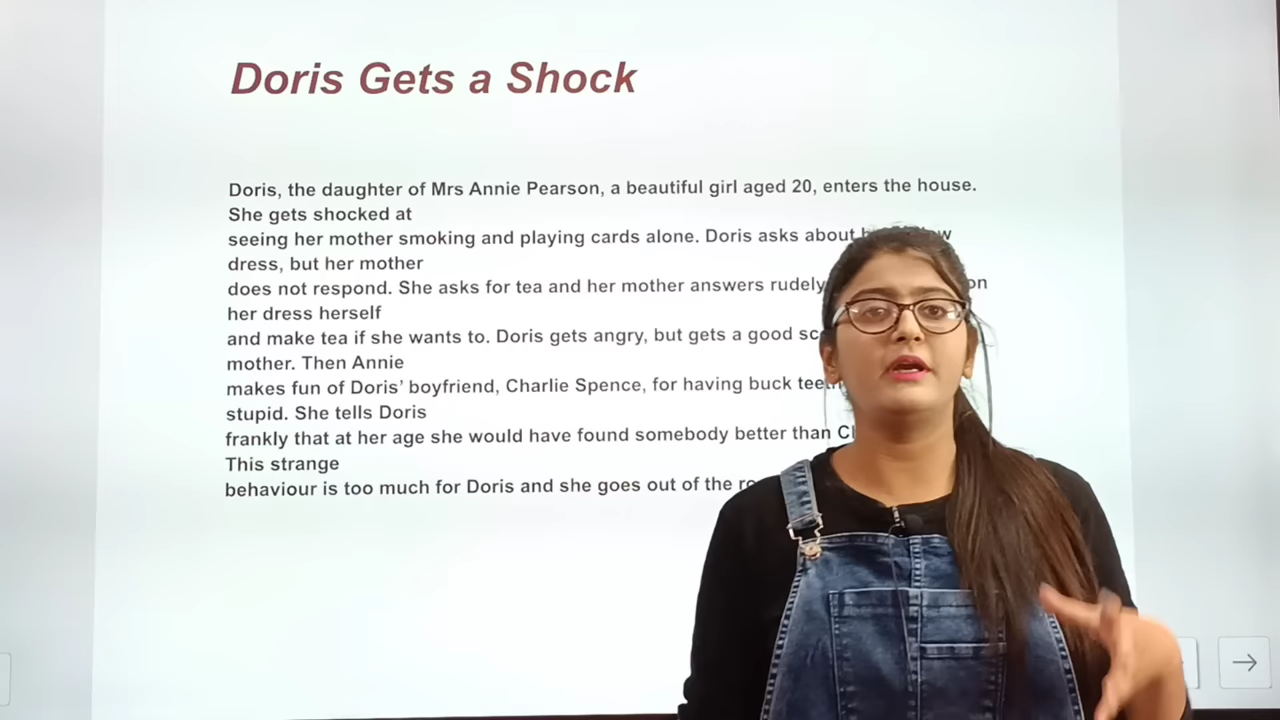 Doris Gets a Shock
Doris, the daughter of Mrs Annie Pearson, a beautiful girl aged 20, enters the house.
She gets shocked at
seeing her mother smoking and playing cards alone. Doris asks about
dress, but her mother
does not respond. She asks for tea and her mother answers rudely
her dress herself
and make tea if she wants to. Doris gets angry, but gets a good
mother. Then Annie
makes fun of Doris' boyfriend, Charlie Spence, for having buck
stupid. She tells Doris
frankly that at her age she would have found somebody better than
This strange
behaviour is too much for Doris and she goes out of the